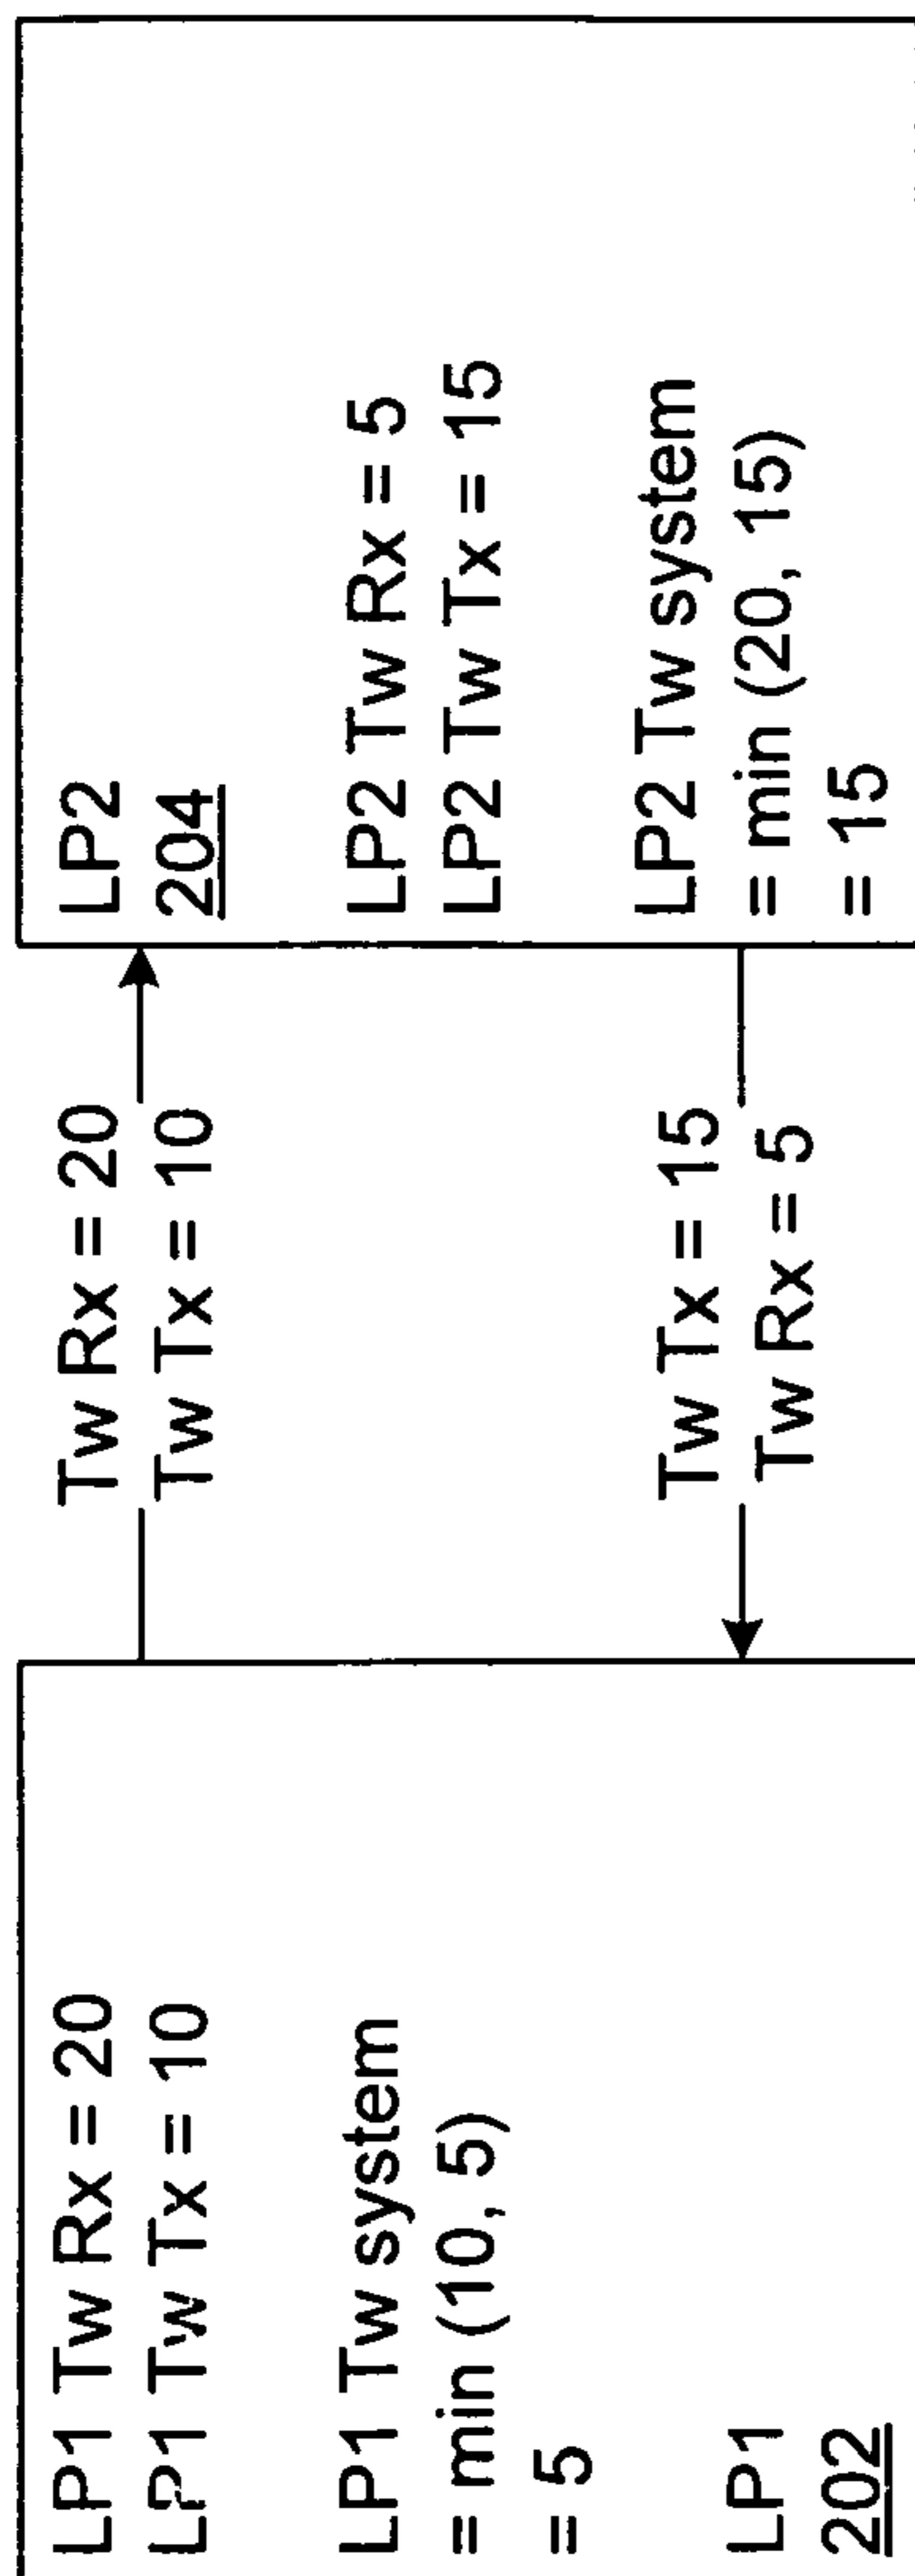 LP1 Tw Rx = 20
LP1 Tw Tx = 10
LP1 Tw system
= min (10, 5)
= 5
LP1
202
Tw Rx = 20
Tw Tx = 10
Tw Tx = 15
Tw Rx = 5
LP2
204
LP2 Tw Rx = 5
LP2 Tw Tx = 15
LP2 Tw system
= min (20, 15)
= 15